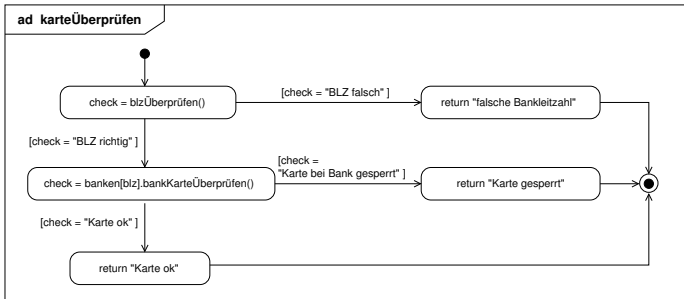 ad karteÜberprüfen
check = blzÜberprüfen()
[check = "BLZ falsch" ]
return "falsche Bankleitzahl"
[check = "BLZ richtig" ]
check = banken[blz].bankKarteÜberprüfen()
[check =
"Karte bei Bank gesperrt" ]
return "Karte gesperrt"
[check = "Karte ok" ]
return "Karte ok"